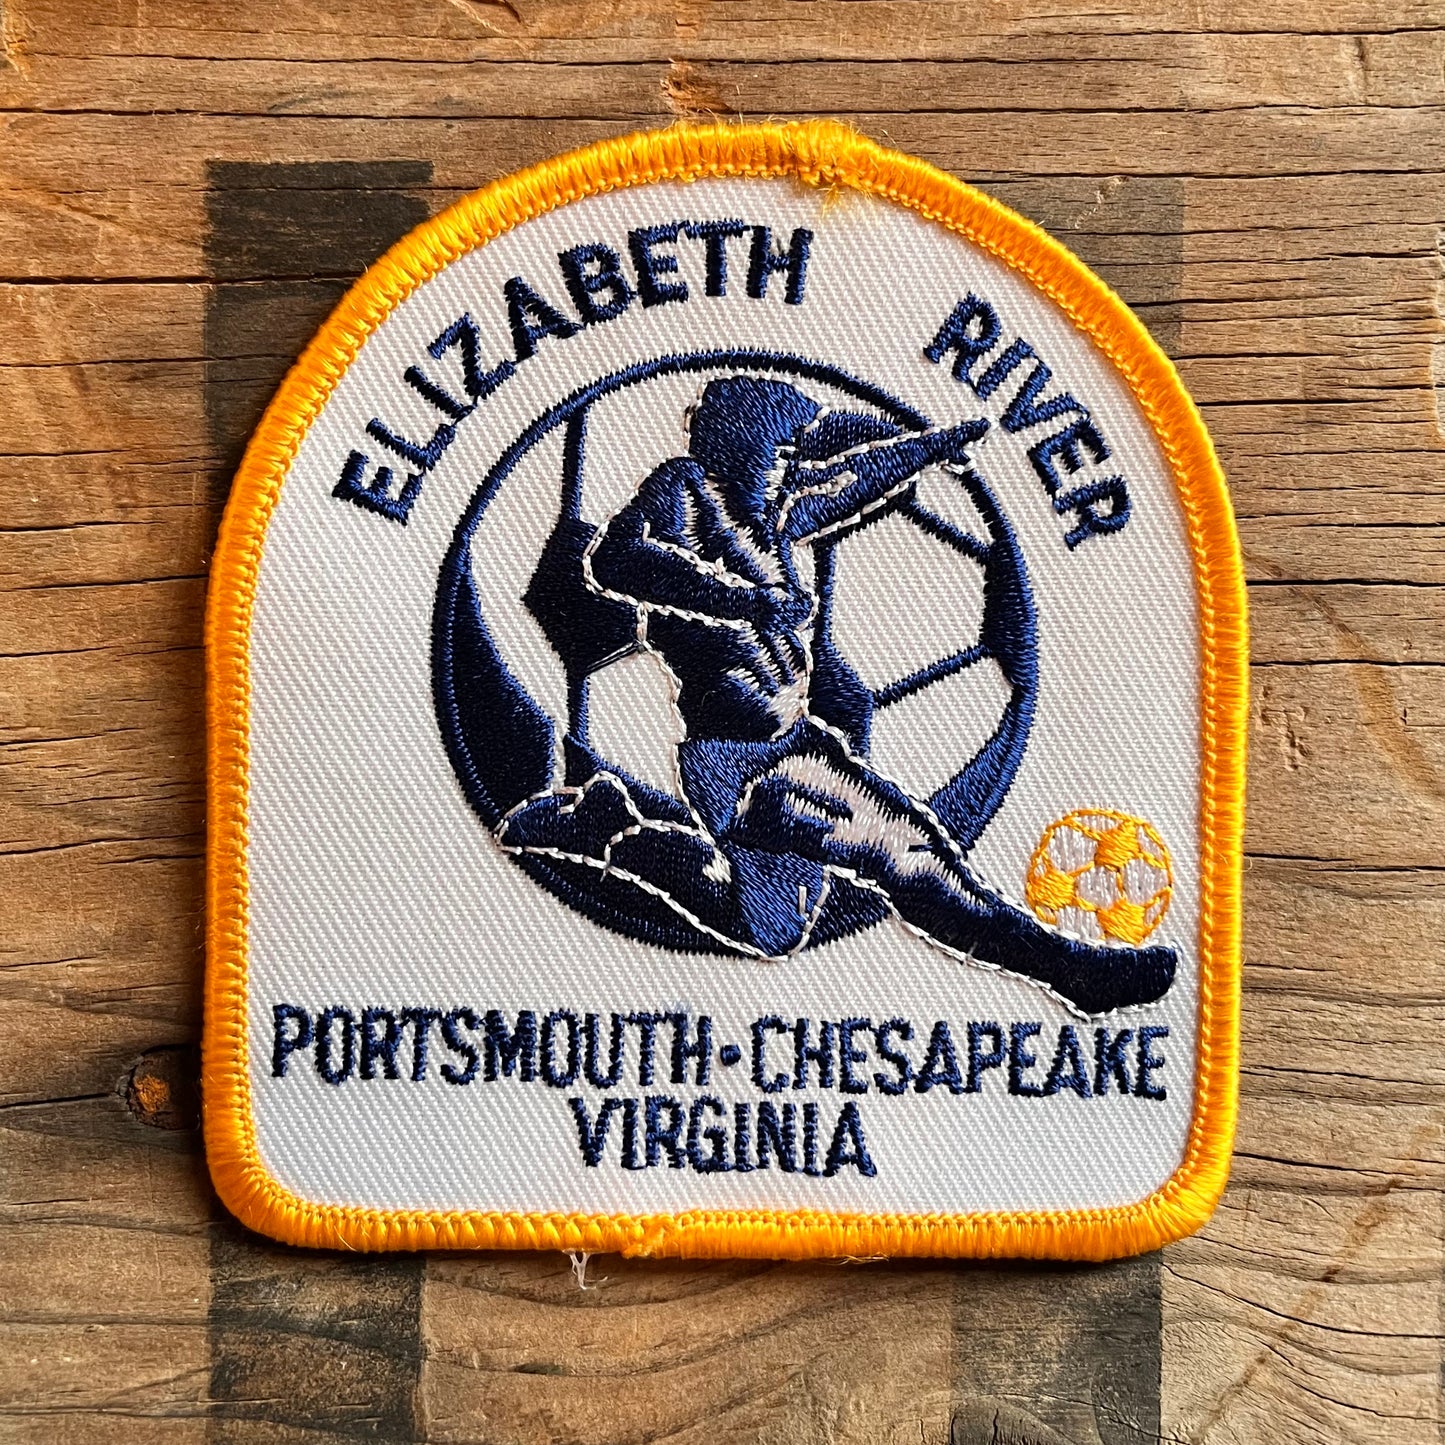 ELIZABETH RIVER
PORTSMOUTH • CHESAPEAKE
VIRGINIA